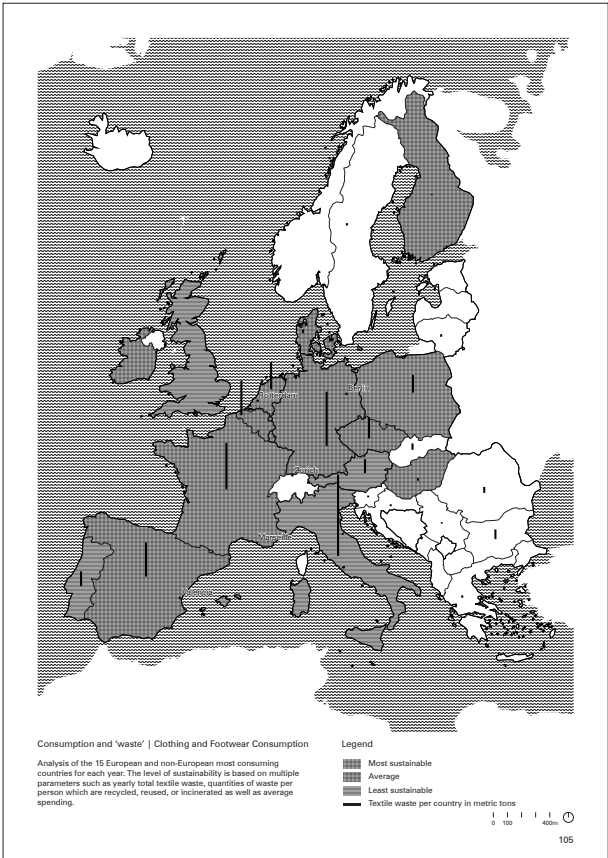 Berlin
Rotterdam
Zurich
Marseille
Consumption and 'waste' | Clothing and Footwear Consumption
Analysis of the 15 European and non-European most consuming
countries for each year. The level of sustainability is based on multiple
parameters such as yearly total textile waste, quantities of waste per
person which are recycled, reused, or incinerated as well as average
spending.
Legend
Most sustainable
Average
Least sustainable
Textile waste per country in metric tons
0 100 400m
105